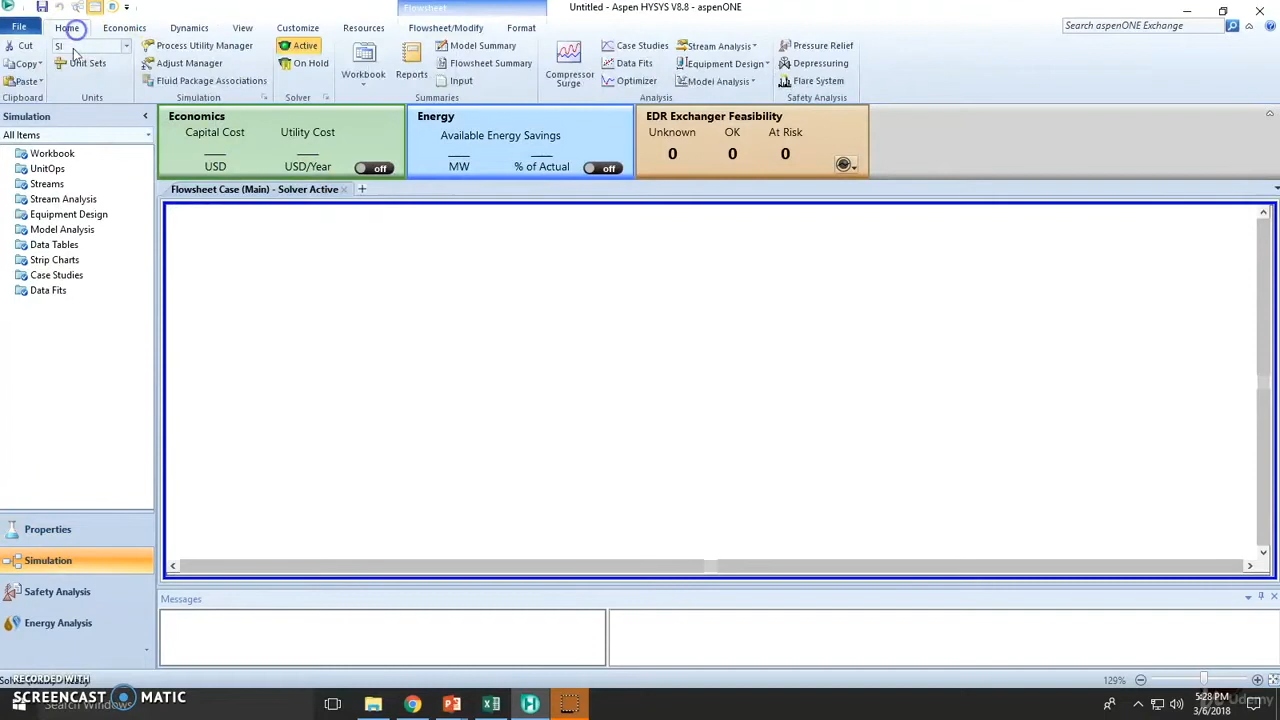 Flowsheet
Untitled - Aspen HYSYS V8.8 - aspenONE
File Home Economics Dynamics View Customize Resources Flowsheet/Modify Format
Search aspenONE Exchange
Cut
Copy
Paste
Clipboard
SI
Unit Sets
Units
Process Utility Manager
Adjust Manager
Fluid Package Associations
Simulation
Active
On Hold
Solver
Workbook
Reports
Model Summary
Flowsheet Summary
Input
Summaries
Compressor
Surge
Case Studies
Data Fits
Optimizer
Stream Analysis
Equipment Design
Model Analysis
Analysis
Pressure Relief
Depressuring
Flare System
Safety Analysis
Simulation
All Items
Workbook
UnitOps
Streams
Stream Analysis
Equipment Design
Model Analysis
Data Tables
Strip Charts
Case Studies
Data Fits
Properties
Simulation
Safety Analysis
Energy Analysis
Economics
Capital Cost Utility Cost
USD USD/Year off
Energy
Available Energy Savings
MW % of Actual off
EDR Exchanger Feasibility
Unknown OK At Risk
0 0 0
Flowsheet Case (Main) - Solver Active
Messages
129%
RECORDED WITH
SCREENCAST MATIC
Search Windows
5:28 PM
3/6/2018
Udemy